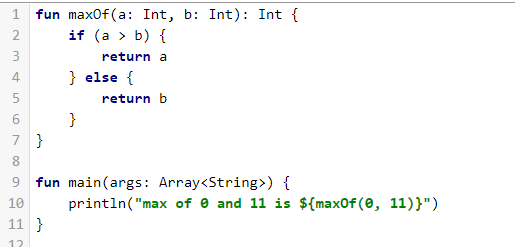 1 fun maxOf(a: Int, b: Int): Int {
2     if (a > b) {
3         return a
4     } else {
5         return b
6     }
7 }
8
9 fun main(args: Array<String>) {
10     println("max of 0 and 11 is ${maxOf(0, 11)}")
11 }
12